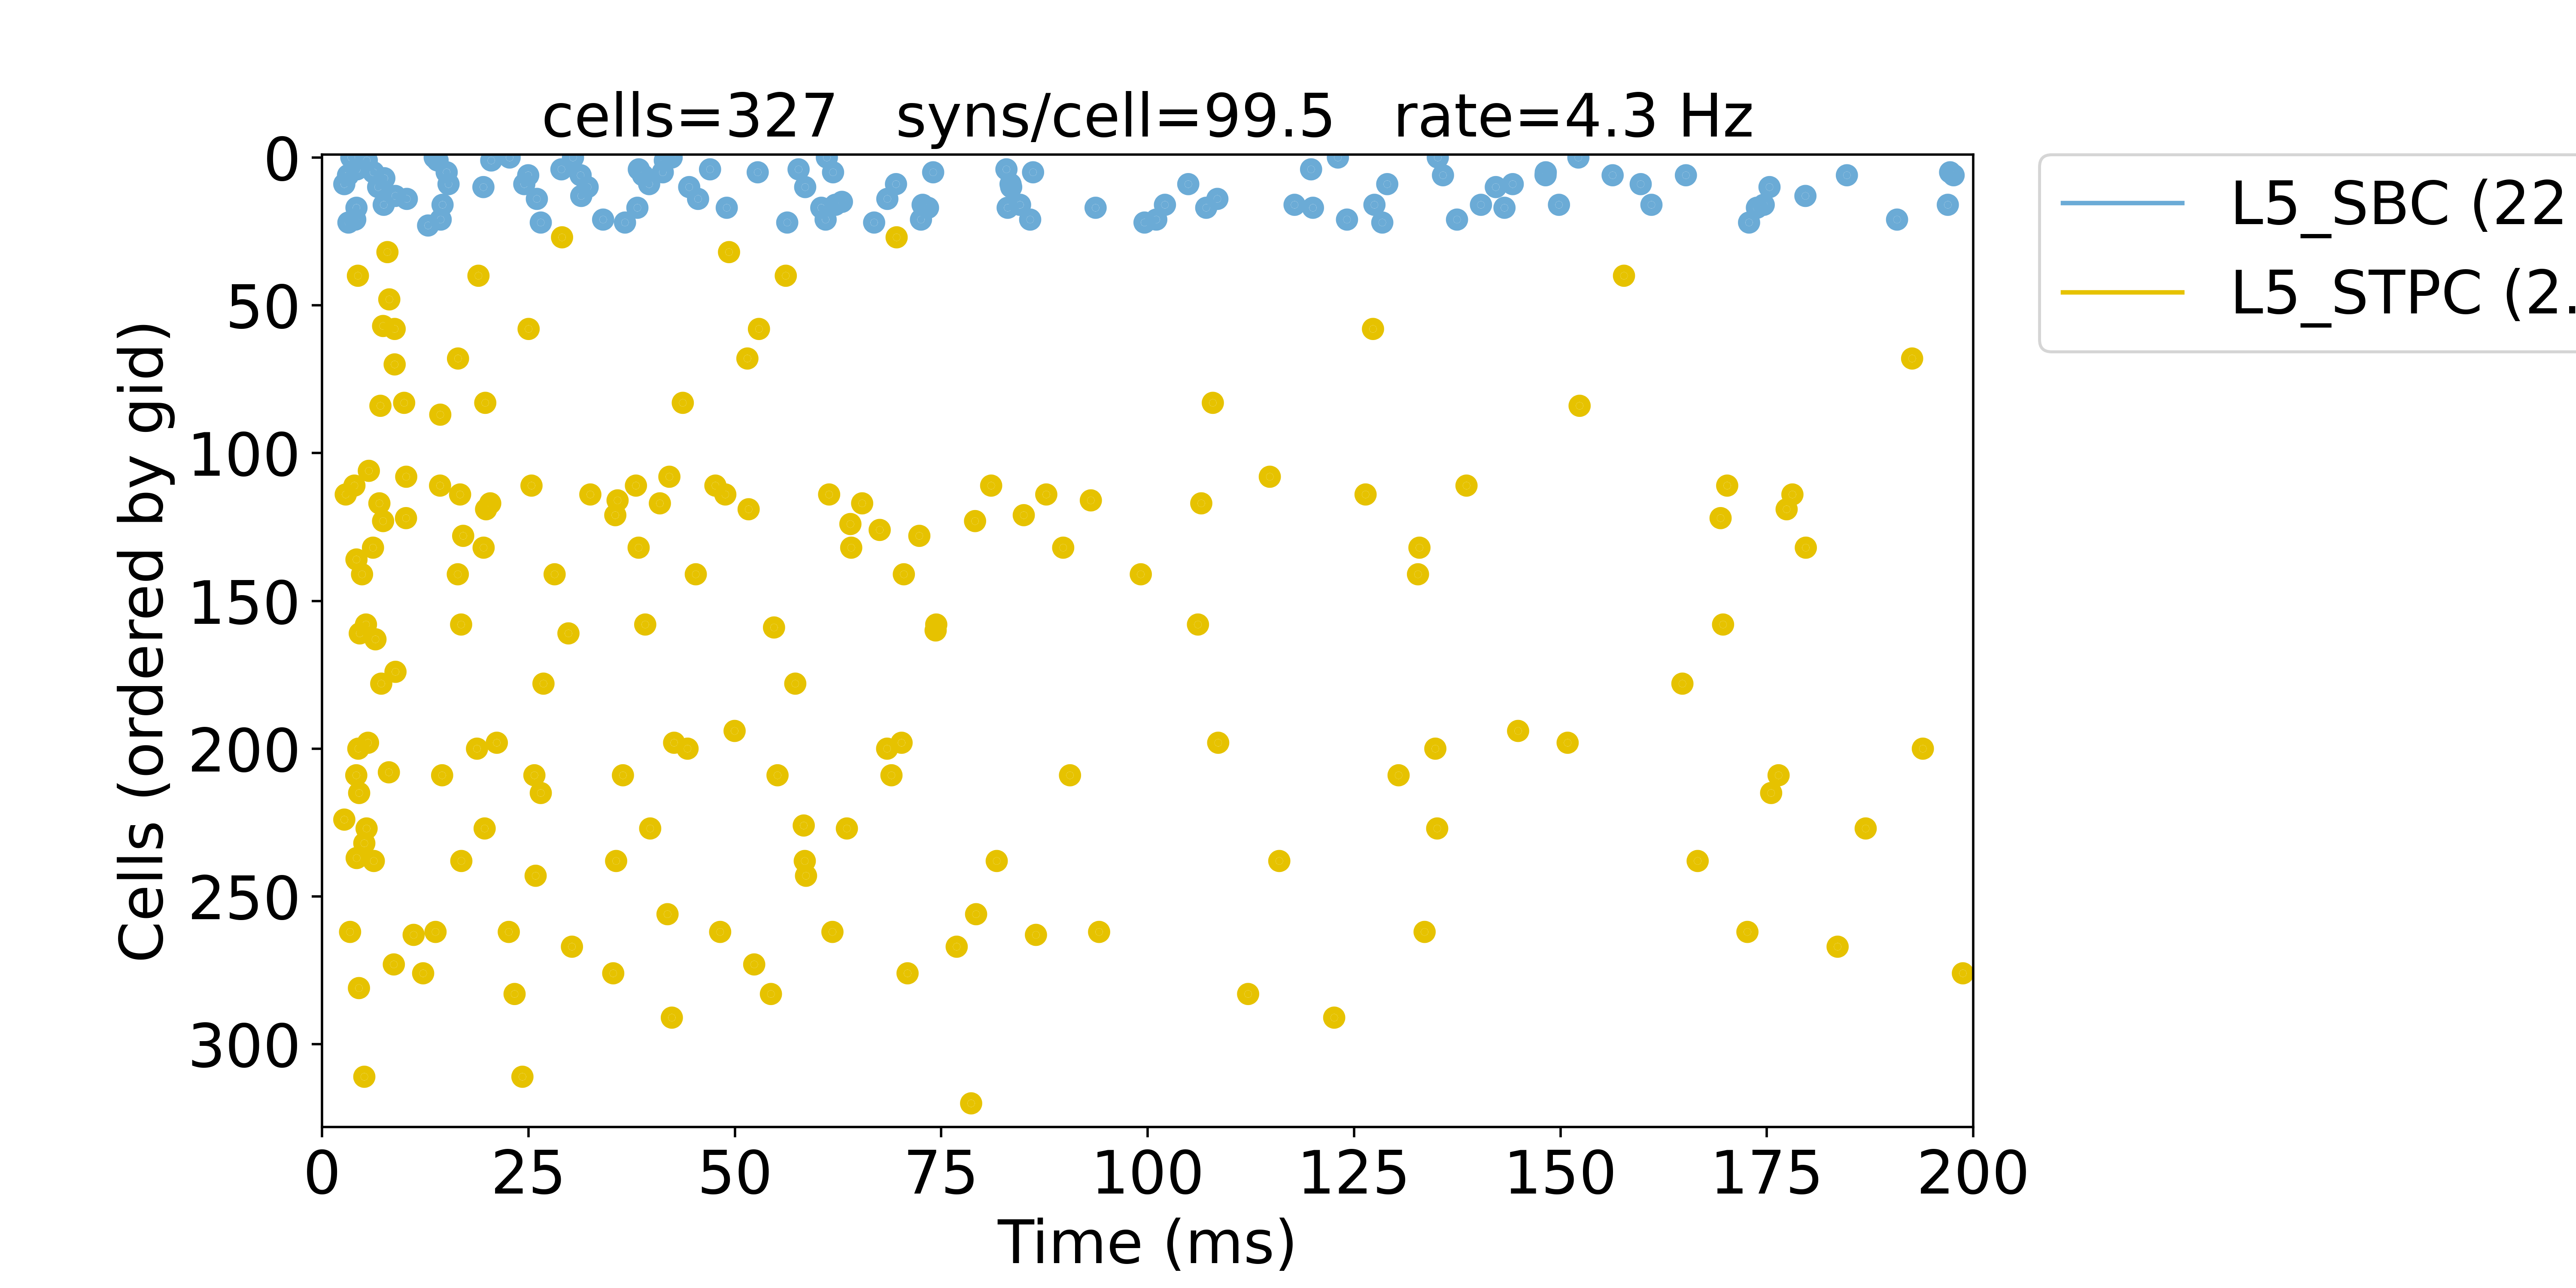 cells=327 syns/cell=99.5 rate=4.3 Hz
0
50
100
150
200
250
300
Cells (ordered by gid)
0 25 50 75 100 125 150 175 200
Time (ms)
L5_SBC (22
L5_STPC (2.